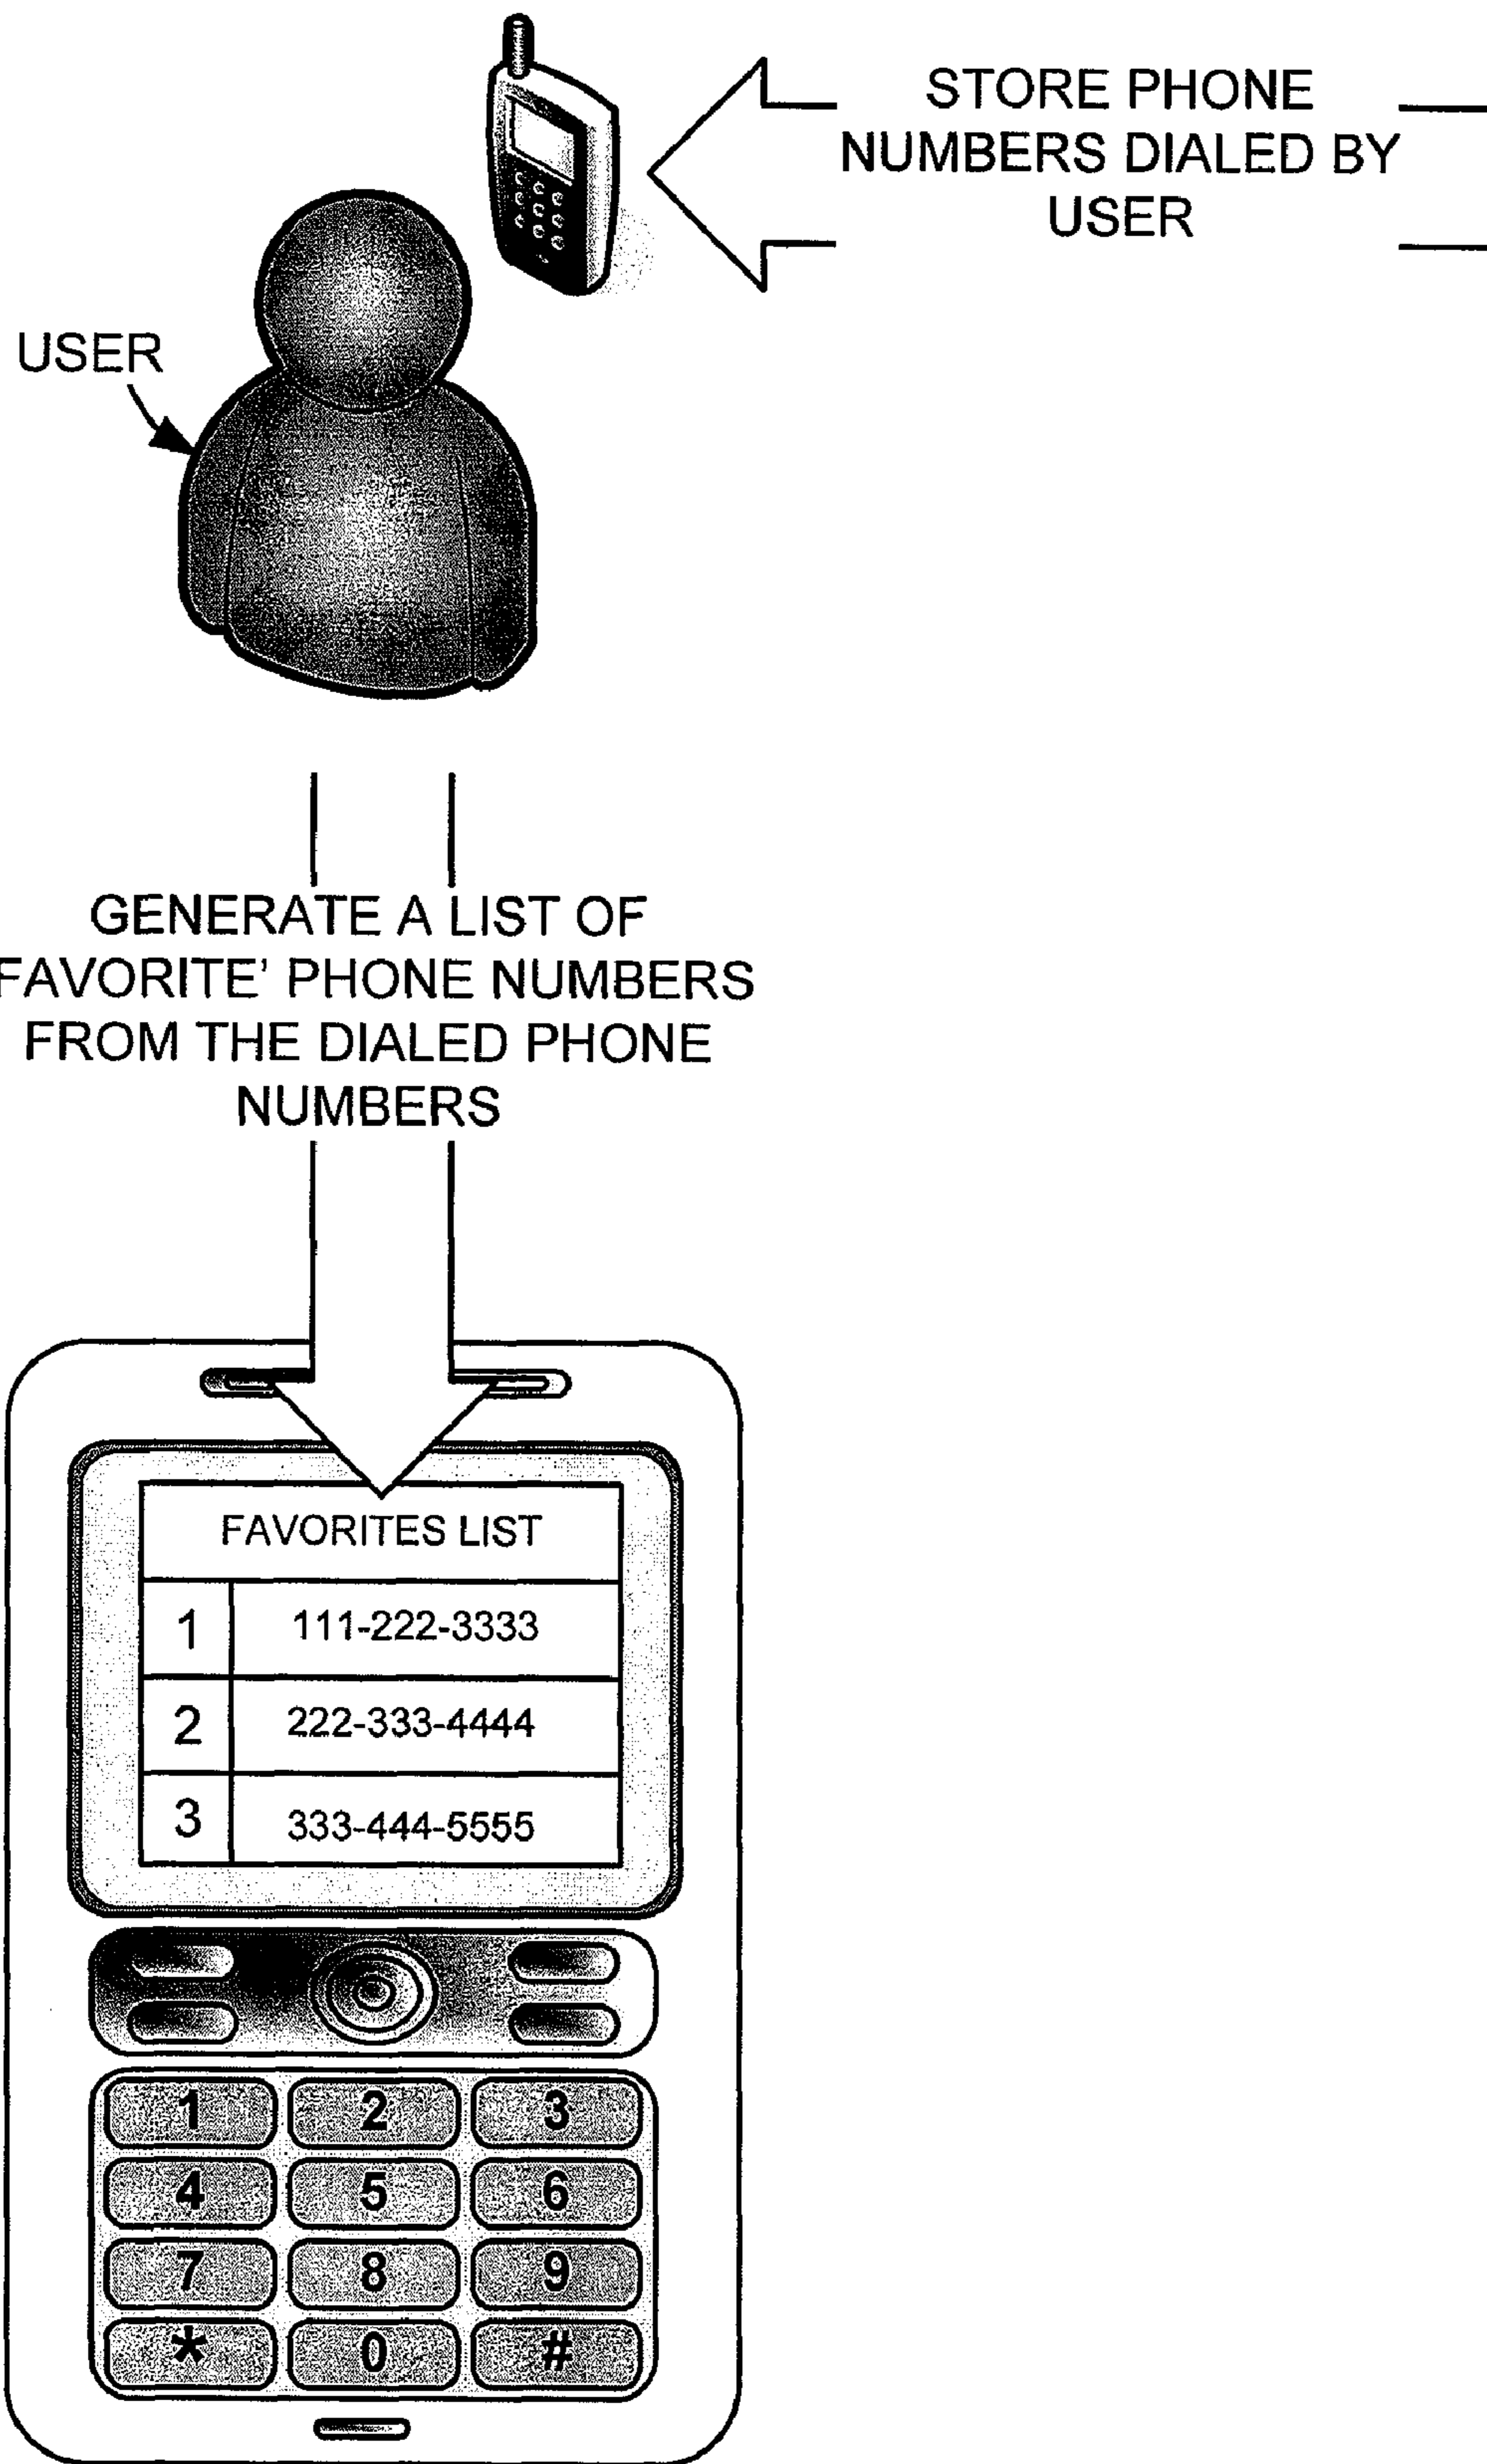 STORE PHONE
NUMBERS DIALED BY
USER
USER
GENERATE A LIST OF
FAVORITE' PHONE NUMBERS
FROM THE DIALED PHONE
NUMBERS
FAVORITES LIST
1 111-222-3333
2 222-333-4444
3 333-444-5555
1 2 3
4 5 6
7 8 9
* 0 #